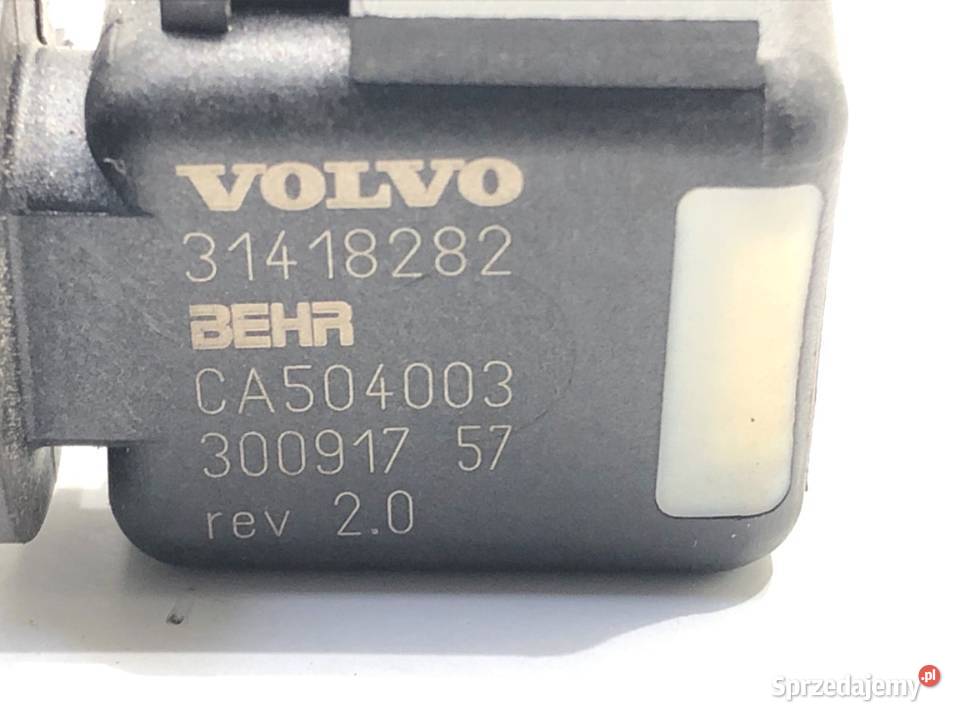 VOLVO
31418282
BEHR
CA504003
300917 57
rev 2.0
Sprzedajemy.pl